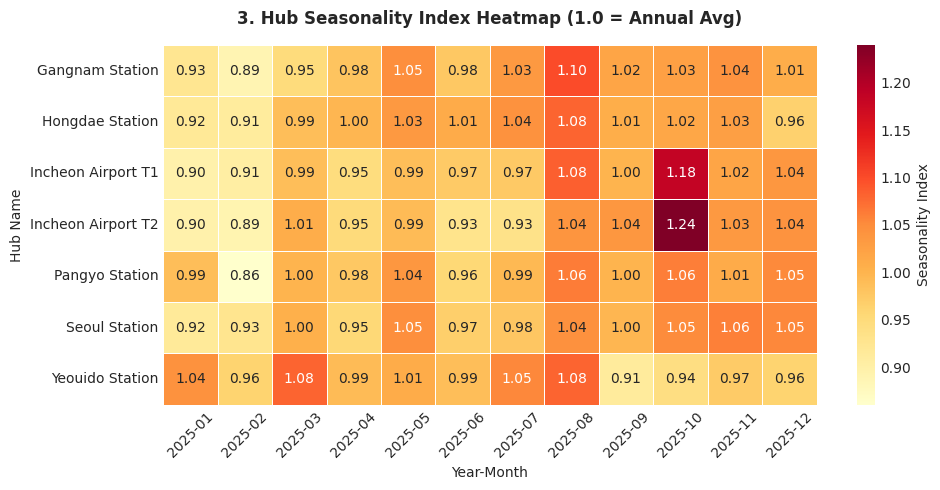 3. Hub Seasonality Index Heatmap (1.0 = Annual Avg)
Hub Name
Gangnam Station 0.93 0.89 0.95 0.98 1.05 0.98 1.03 1.10 1.02 1.03 1.04 1.01
Hongdae Station 0.92 0.91 0.99 1.00 1.03 1.01 1.04 1.08 1.01 1.02 1.03 0.96
Incheon Airport T1 0.90 0.91 0.99 0.95 0.99 0.97 0.97 1.08 1.00 1.18 1.02 1.04
Incheon Airport T2 0.90 0.89 1.01 0.95 0.99 0.93 0.93 1.04 1.04 1.24 1.03 1.04
Pangyo Station 0.99 0.86 1.00 0.98 1.04 0.96 0.99 1.06 1.00 1.06 1.01 1.05
Seoul Station 0.92 0.93 1.00 0.95 1.05 0.97 0.98 1.04 1.00 1.05 1.06 1.05
Yeouido Station 1.04 0.96 1.08 0.99 1.01 0.99 1.05 1.08 0.91 0.94 0.97 0.96
2025-01 2025-02 2025-03 2025-04 2025-05 2025-06 2025-07 2025-08 2025-09 2025-10 2025-11 2025-12
Year-Month
1.20
1.15
1.10
1.05
1.00
0.95
0.90
Seasonality Index